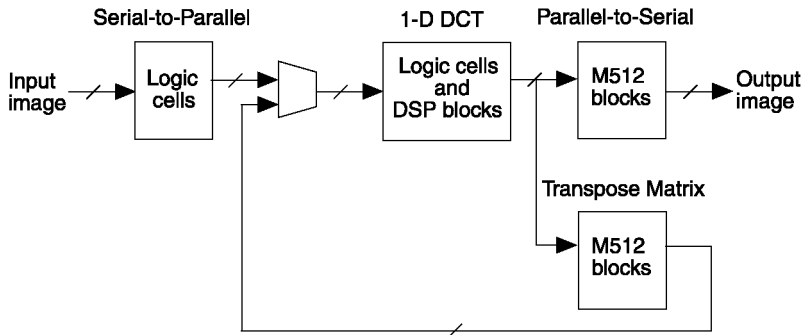 Serial-to-Parallel
1-D DCT
Parallel-to-Serial
Input
image
Logic
cells
Logic cells
and
DSP blocks
M512
blocks
Output
image
Transpose Matrix
M512
blocks